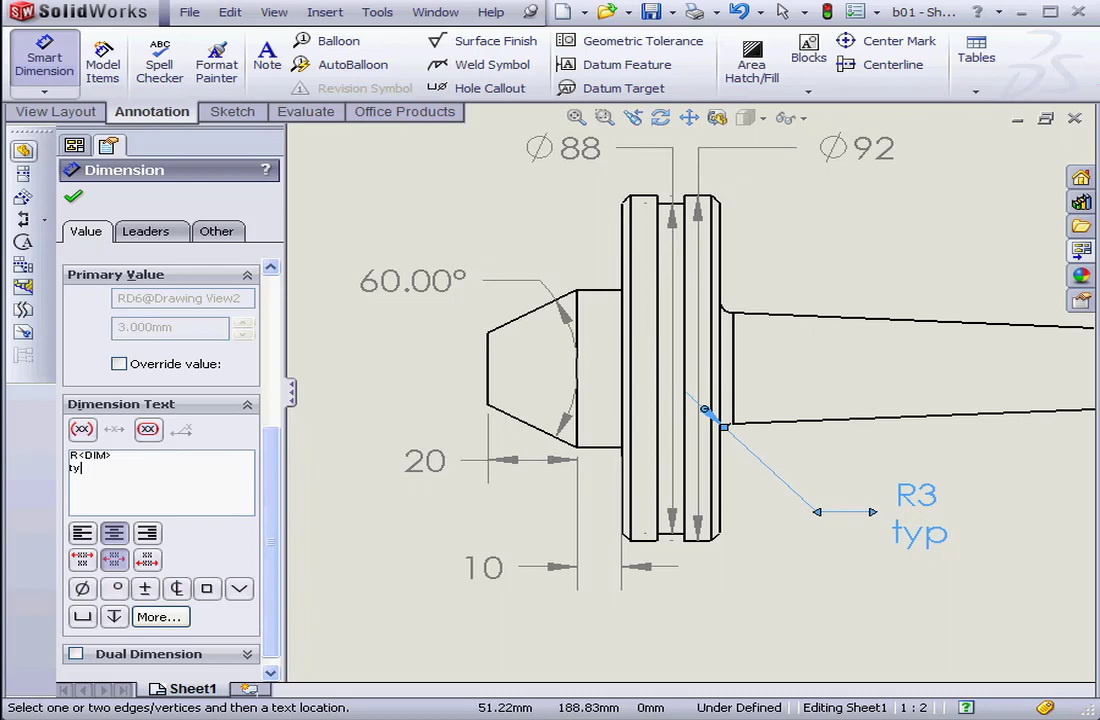 SolidWorks File Edit View Insert Tools Window Help b01 - Sh... ?
Smart Dimension
Model Items
ABC Spell Checker
Format Painter
A Note
Balloon
AutoBalloon
Revision Symbol
Surface Finish
Weld Symbol
Hole Callout
Geometric Tolerance
Datum Feature
Datum Target
Area Hatch/Fill
Blocks
Center Mark
Centerline
Tables
View Layout Annotation Sketch Evaluate Office Products
Dimension ?
Value Leaders Other
Primary Value
RD6@Drawing View2
3.000mm
Override value:
Dimension Text
(xx) (xx)
R<DIM>
ty
More...
Dual Dimension
Ø88
Ø92
60.00°
20
10
R3
typ
Sheet1
Select one or two edges/vertices and then a text location. 51.22mm 188.83mm 0mm Under Defined Editing Sheet1 1 : 2 ?